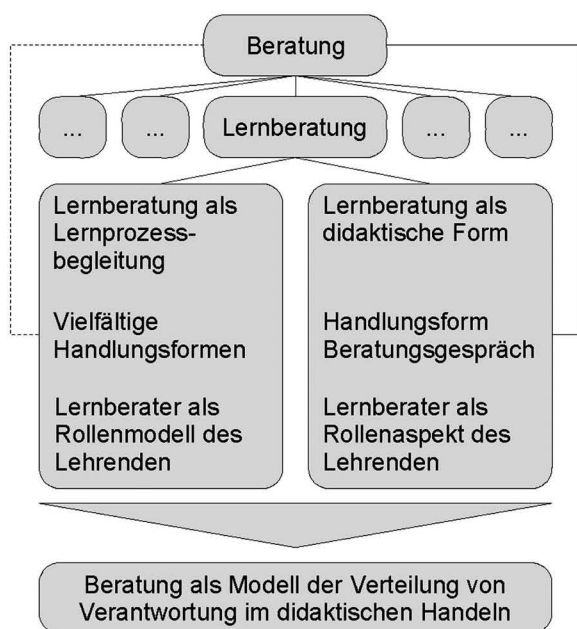 Beratung
...
...
Lernberatung
...
...
Lernberatung als
Lernprozess-
begleitung
Vielfältige
Handlungsformen
Lernberater als
Rollenmodell des
Lehrenden
Lernberatung als
didaktische Form
Handlungsform
Beratungsgespräch
Lernberater als
Rollenaspekt des
Lehrenden
Beratung als Modell der Verteilung von
Verantwortung im didaktischen Handeln